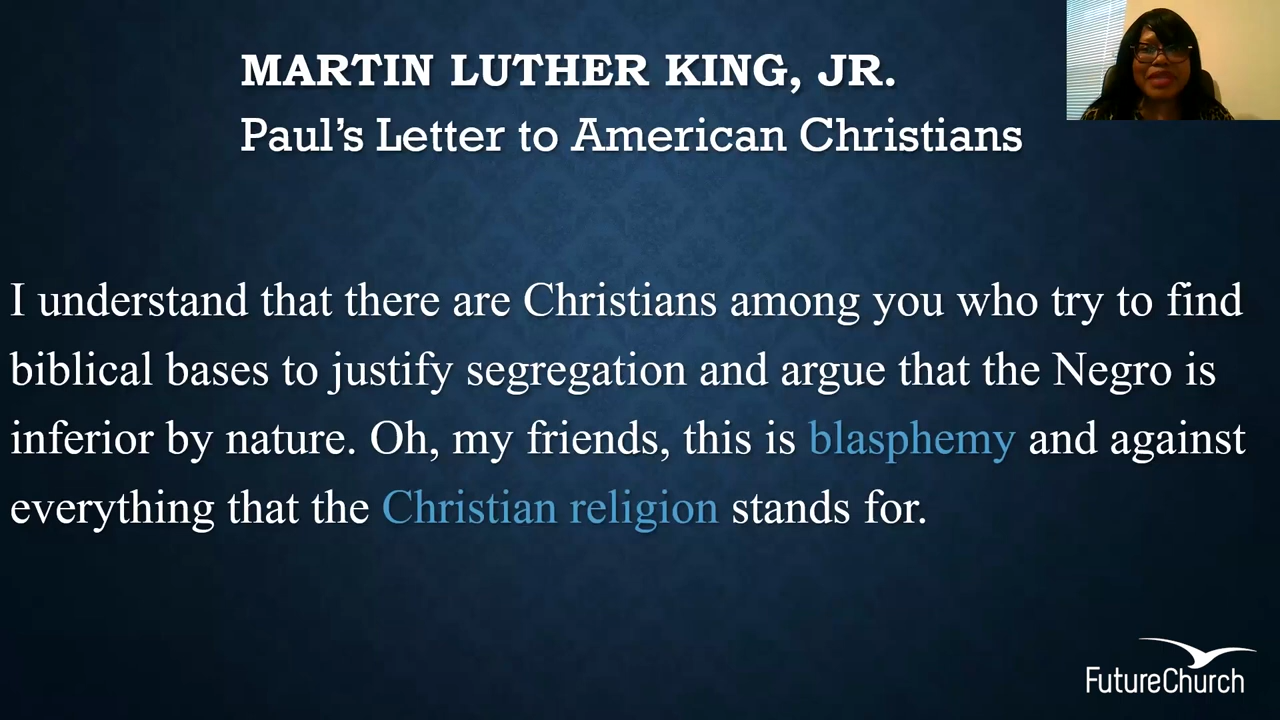 MARTIN LUTHER KING, JR.
Paul’s Letter to American Christians
I understand that there are Christians among you who try to find
biblical bases to justify segregation and argue that the Negro is
inferior by nature. Oh, my friends, this is blasphemy and against
everything that the Christian religion stands for.
FutureChurch